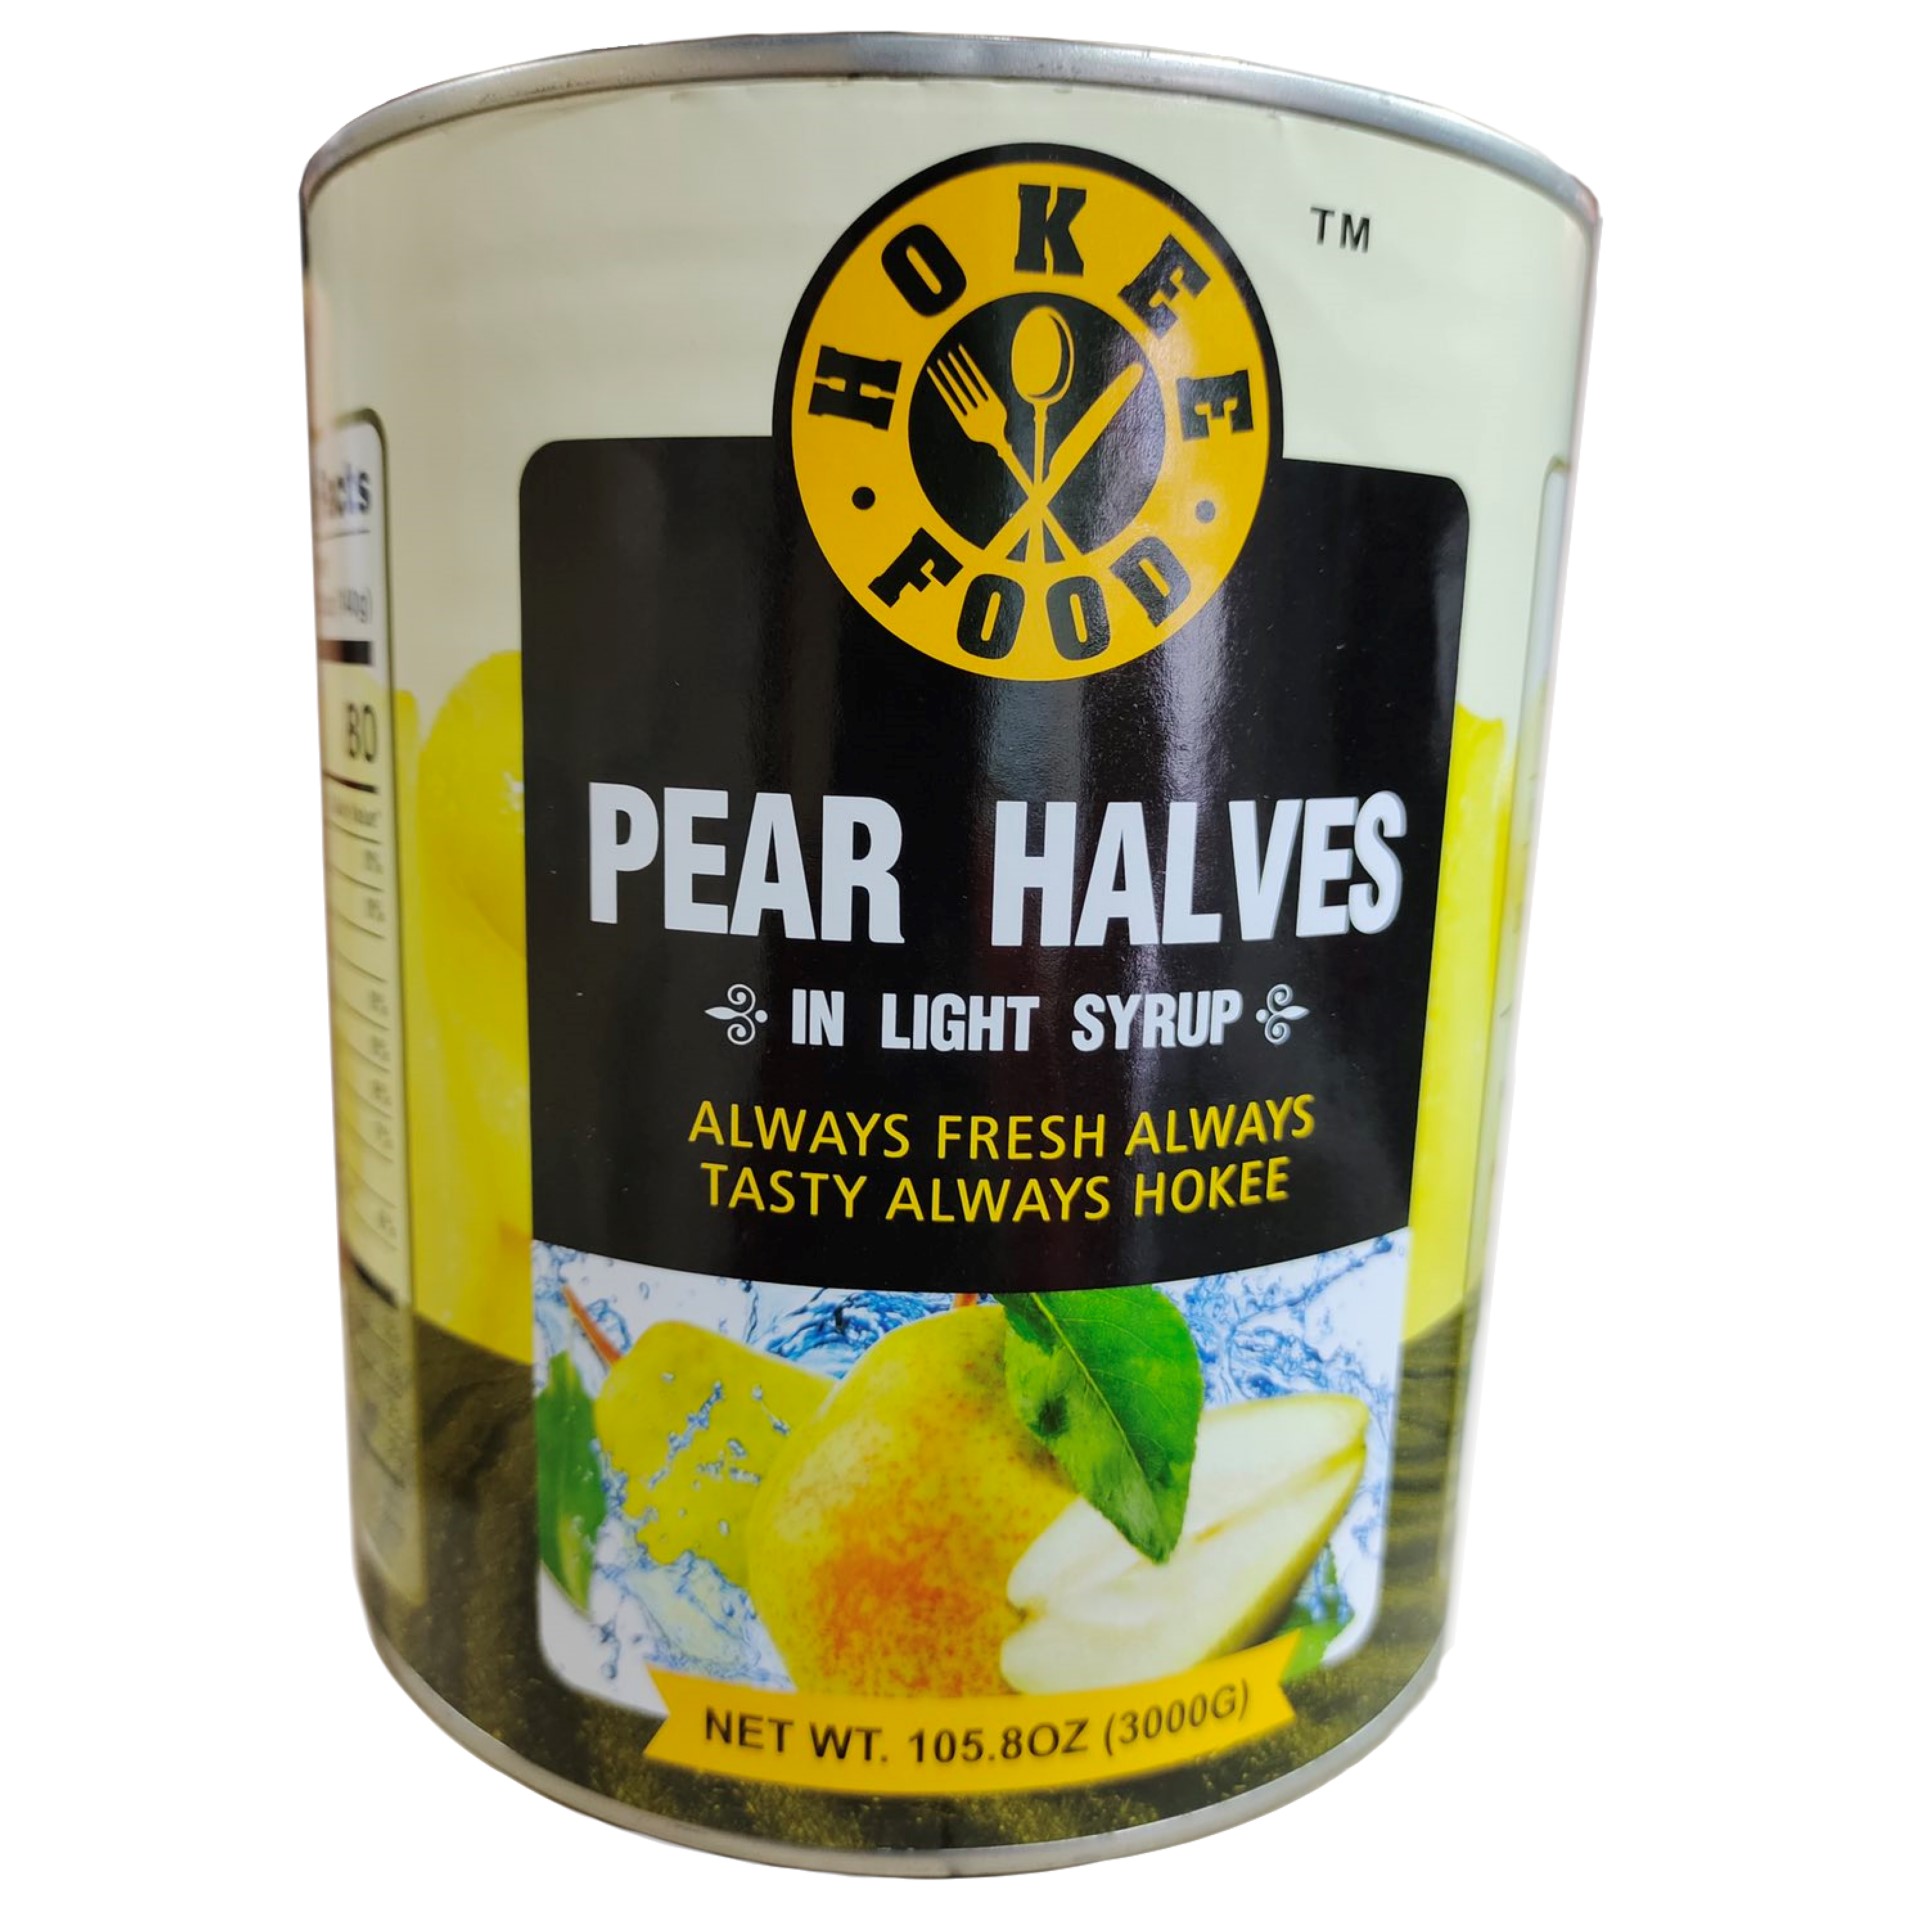 HOKEE
FOOD
TM
PEAR HALVES
IN LIGHT SYRUP
ALWAYS FRESH ALWAYS
TASTY ALWAYS HOKEE
NET WT. 105.8OZ (3000G)
80